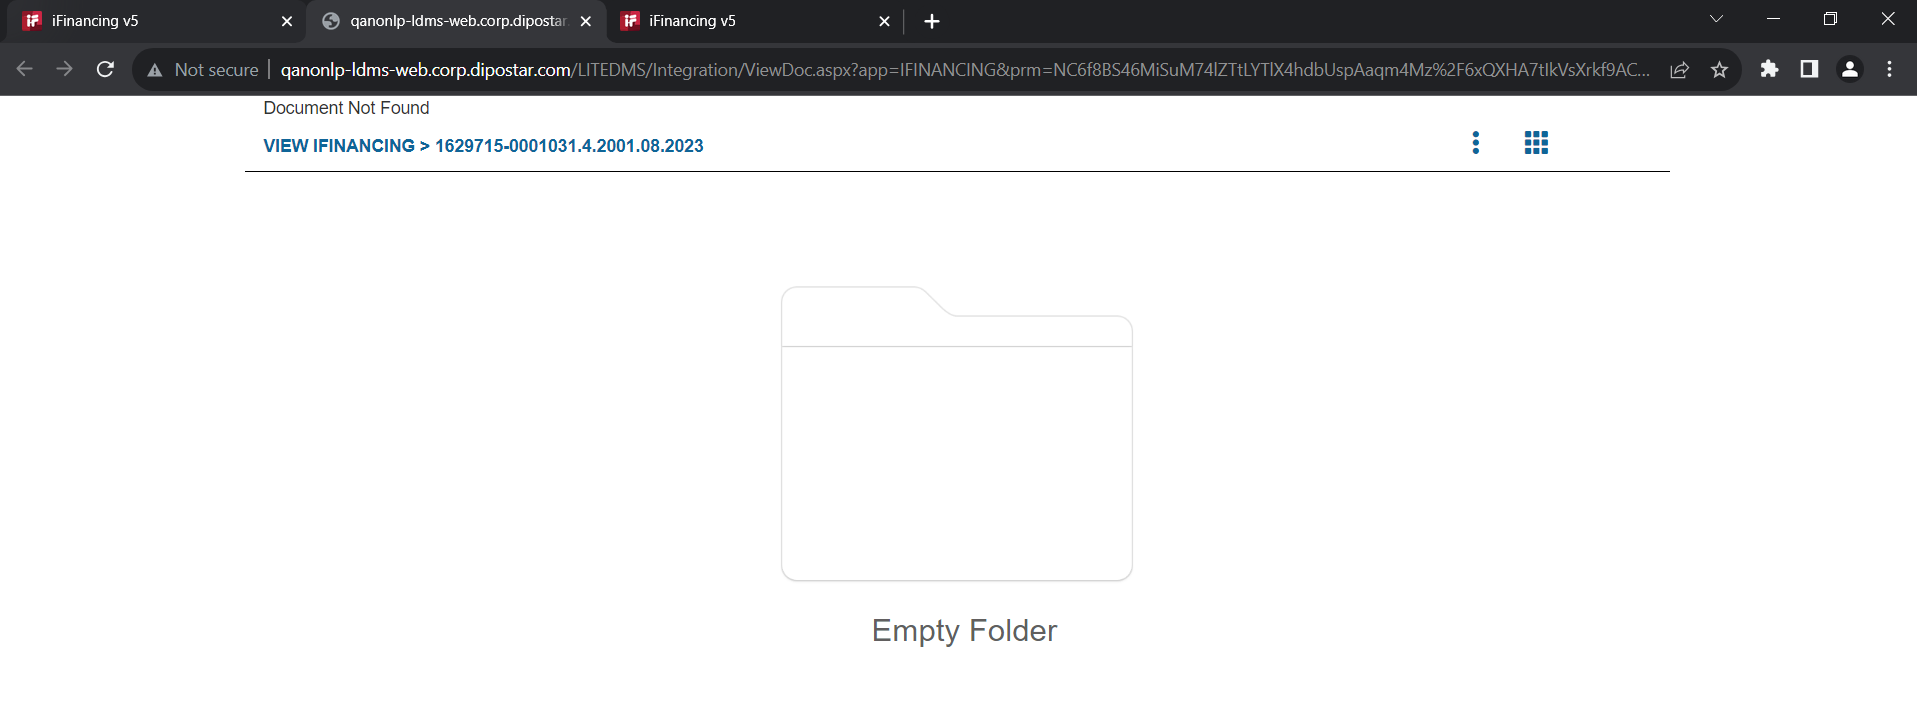 iFinancing v5
qanonlp-ldms-web.corp.dipostar
iFinancing v5
Not secure
qanonlp-ldms-web.corp.dipostar.com/LITEDMS/Integration/ViewDoc.aspx?app=IFINANCING&prm=NC6f8BS46MiSuM74lZTtLYTlX4hdbUspAaqm4Mz%2F6xQXHA7tIkVsXrkf9AC...
Document Not Found
VIEW IFINANCING > 1629715-0001031.4.2001.08.2023
Empty Folder